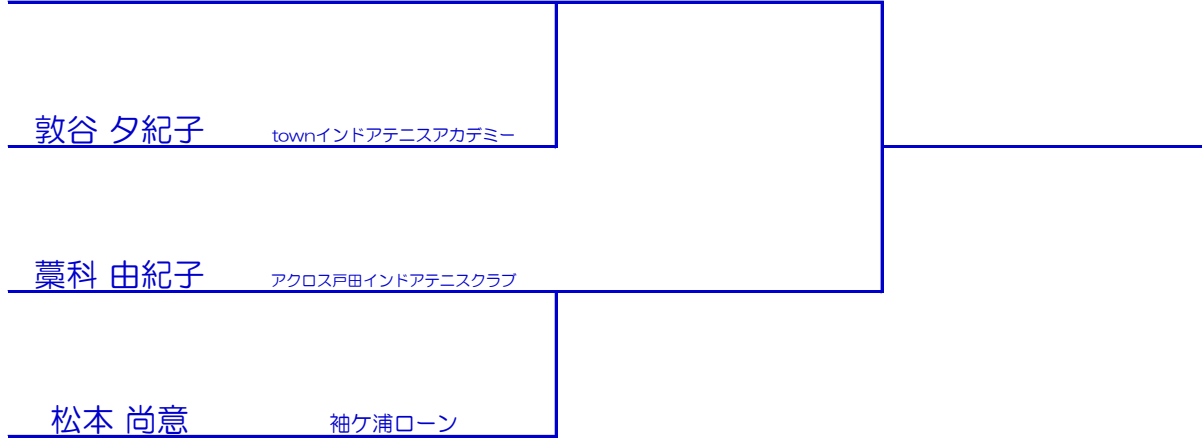 敦谷 夕紀子 townインドアテニスアカデミー
藁科 由紀子 アクロス戸田インドアテニスクラブ
松本 尚意 袖ケ浦ローン